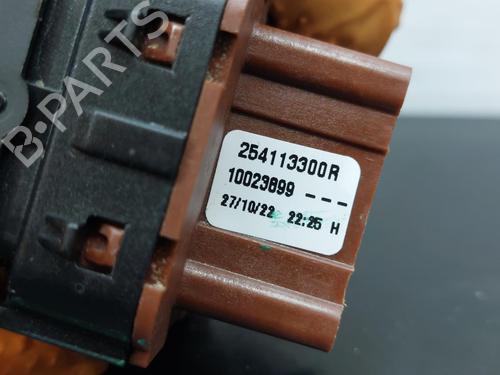 254113300R
10023899 ---
27/10/22 22:25 H
B-PARTS